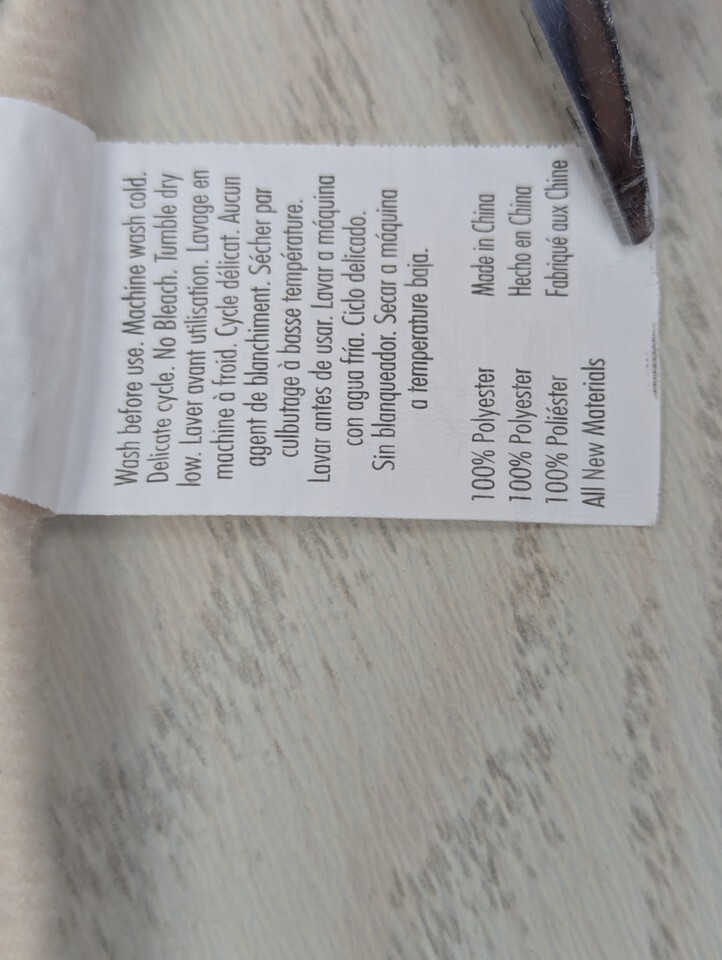 Wash before use. Machine wash cold.
Delicate cycle. No Bleach. Tumble dry
low. Laver avant utilisation. Lavage en
machine à froid. Cycle délicat. Aucun
agent de blanchiment. Sécher par
culbutage à basse température.
Lavar antes de usar. Lavar a máquina
con agua fría. Ciclo delicado.
Sin blanqueador. Secar a máquina
a temperature baja.
100% Polyester Made in China
100% Polyester Hecho en China
100% Poliéster Fabriqué aux Chine
All New Materials